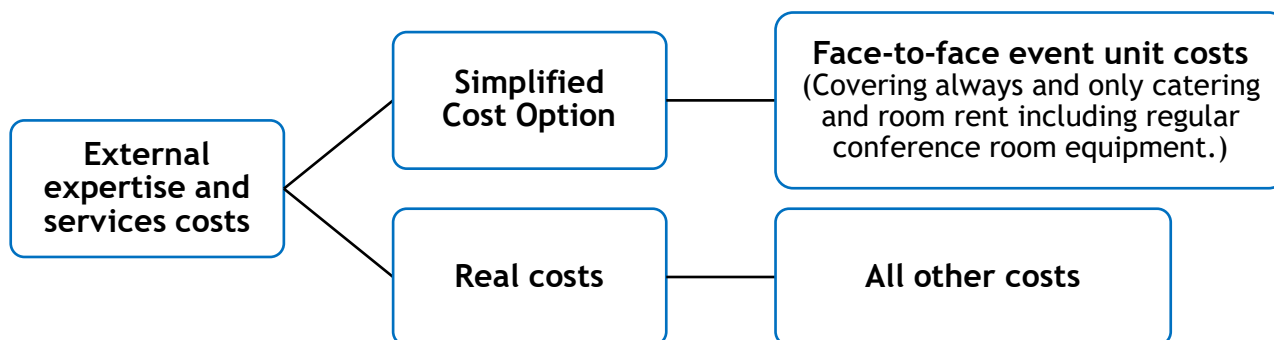 External
expertise and
services costs
Simplified
Cost Option
Face-to-face event unit costs
(Covering always and only catering
and room rent including regular
conference room equipment.)
Real costs
All other costs